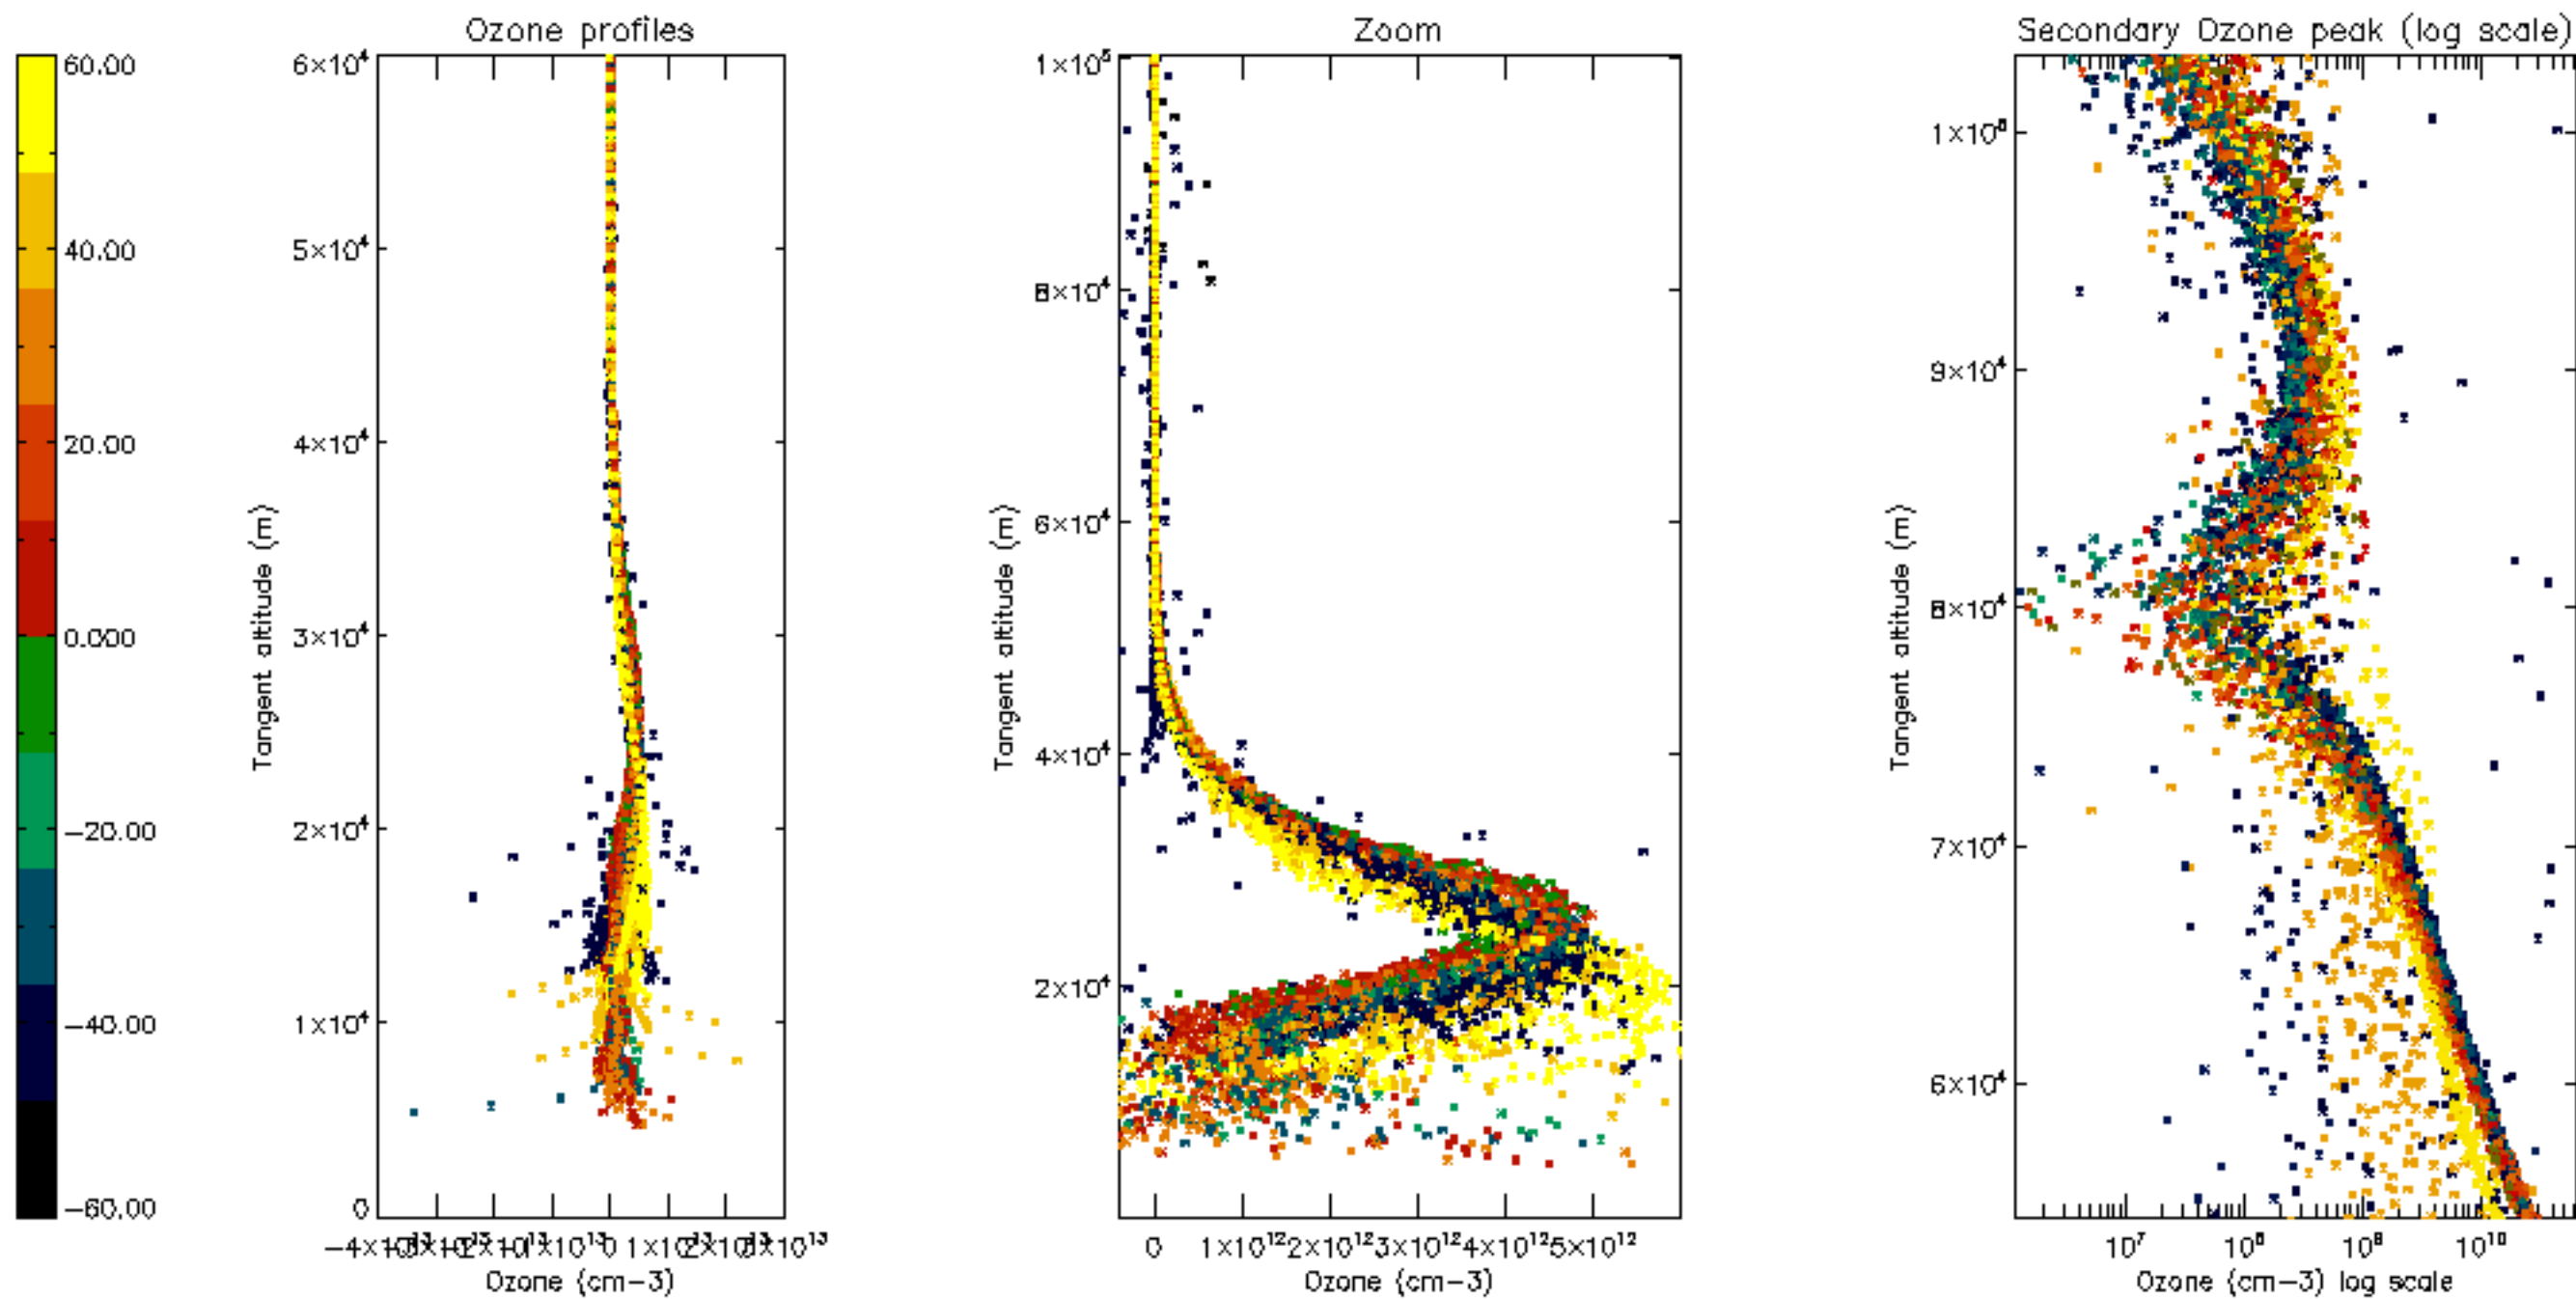 Ozone profiles
Zoom
Secondary Ozone peak (log scale)
60.00
40.00
20.00
0.000
−20.00
−40.00
−60.00
Tangent altitude (m)
6×10⁴
5×10⁴
4×10⁴
3×10⁴
2×10⁴
1×10⁴
0
0
3×10¹³
Ozone (cm−3)
Tangent altitude (m)
1×10⁵
8×10⁴
6×10⁴
4×10⁴
2×10⁴
0 1×10¹² 2×10¹² 3×10¹² 4×10¹² 5×10¹²
Ozone (cm−3)
Tangent altitude (m)
1×10⁵
9×10⁴
8×10⁴
7×10⁴
6×10⁴
10⁷ 10⁸ 10⁹ 10¹⁰
Ozone (cm−3) log scale